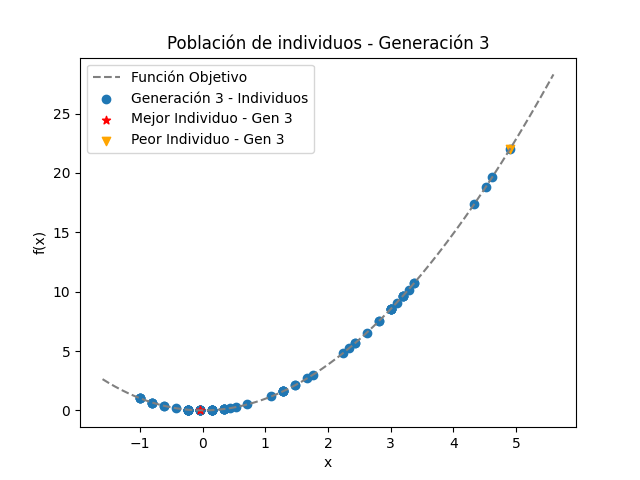 Población de individuos - Generación 3
Función Objetivo
Generación 3 - Individuos
Mejor Individuo - Gen 3
Peor Individuo - Gen 3
f(x)
25
20
15
10
5
0
−1
0
1
2
3
4
5
x